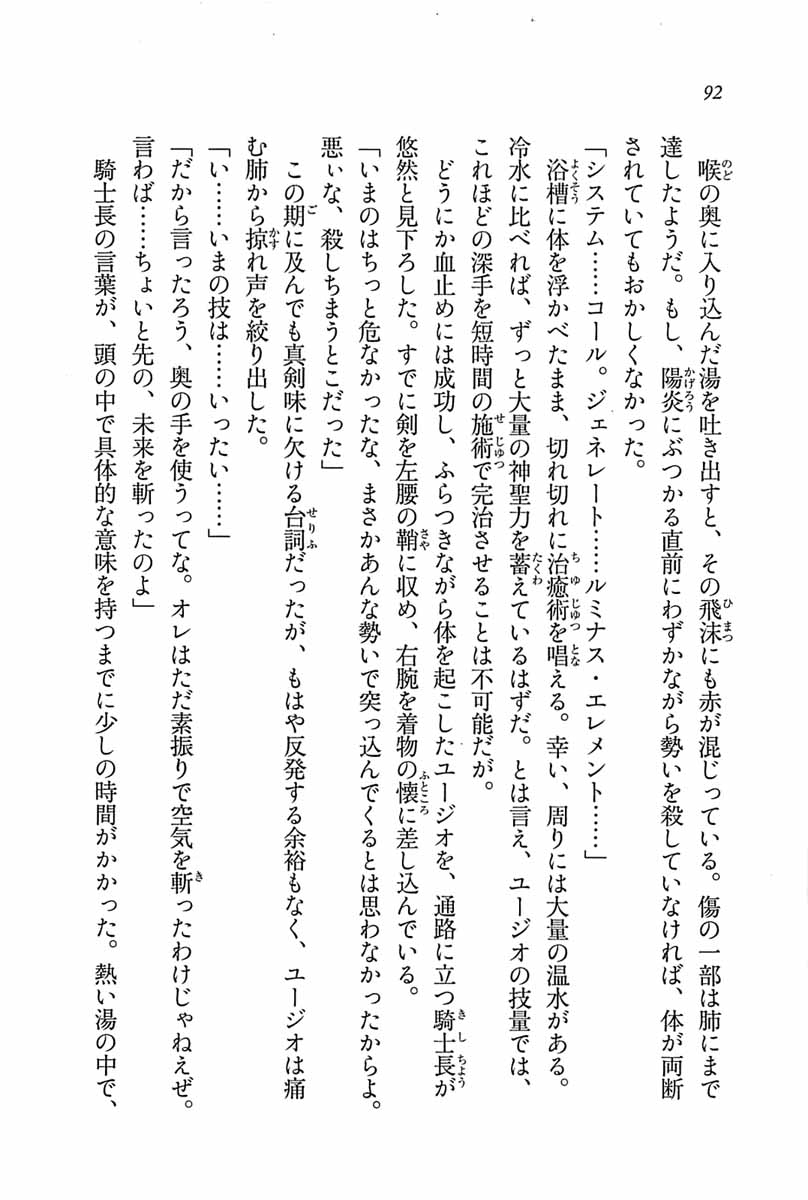 92
喉の奥に入り込んだ湯を吐き出すと、その飛沫にも赤が混じっている。傷の一部は肺にまで
達したようだ。もし、陽炎にぶつかる直前にわずかながら勢いを殺していなければ、体が両断
されていてもおかしくなかった。
「システム……コール。ジェネレート……ルミナス・エレメント……」
浴槽に体を浮かべたまま、切れ切れに治癒術を唱える。幸い、周りには大量の温水がある。
冷水に比べれば、ずっと大量の神聖力を蓄えているはずだ。とは言え、ユージオの技量では、
これほどの深手を短時間の施術で完治させることは不可能だが。
どうにか血止めには成功し、ふらつきながら体を起こしたユージオを、通路に立つ騎士長が
悠然と見下ろした。すでに剣を左腰の鞘に収め、右腕を着物の懐に差し込んでいる。
「いまのはちっと危なかったな、まさかあんな勢いで突っ込んでくるとは思わなかったからよ。
悪ぃな、殺しちまうとこだった」
この期に及んでも真剣味に欠ける台詞だったが、もはや反発する余裕もなく、ユージオは痛
む肺から掠れ声を絞り出した。
「い……いまの技は……いったい……」
「だから言ったろう、奥の手を使うってな。オレはただ素振りで空気を斬ったわけじゃねえぜ。
言わば……ちょいと先の、未来を斬ったのよ」
騎士長の言葉が、頭の中で具体的な意味を持つまでに少しの時間がかかった。熱い湯の中で、